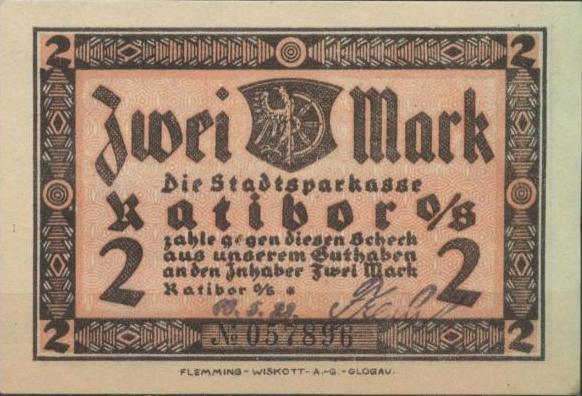 2 2
Zwei Mark
Die Stadtsparkasse
Ratibor O/S
zahle gegen diesen Scheck
aus unserem Guthaben
2 2
an den Inhaber Zwei Mark
Ratibor O/S *
2 № 057896 2
FLEMMING-WISKOTT-A.-G.-GLOGAU.